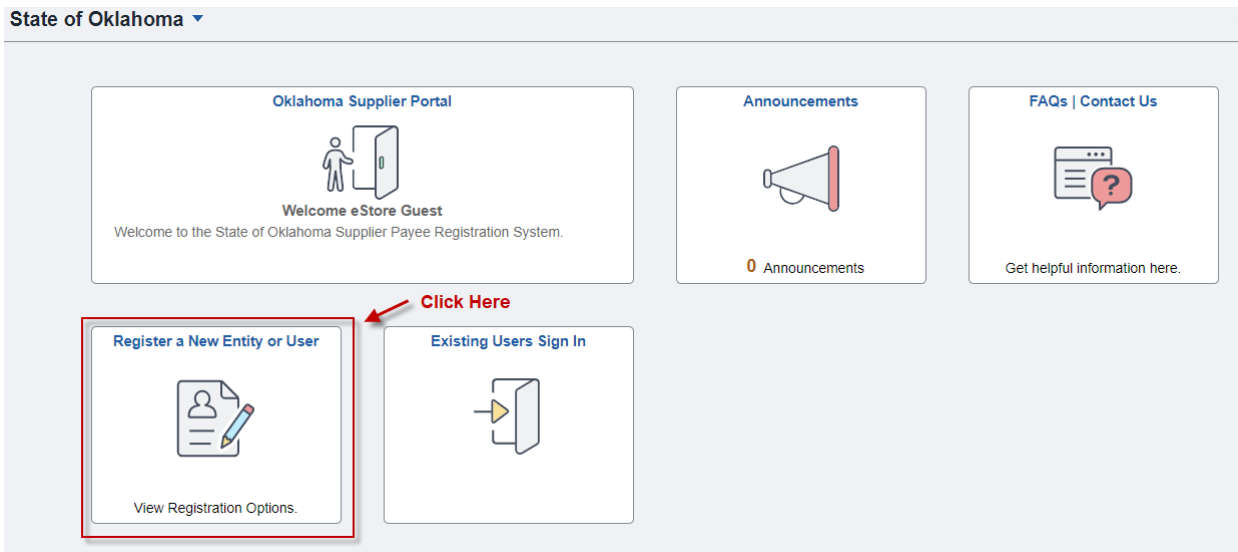 State of Oklahoma
Oklahoma Supplier Portal
Welcome eStore Guest
Welcome to the State of Oklahoma Supplier Payee Registration System.
Announcements
0 Announcements
FAQs | Contact Us
?
Get helpful information here.
Click Here
Register a New Entity or User
View Registration Options.
Existing Users Sign In